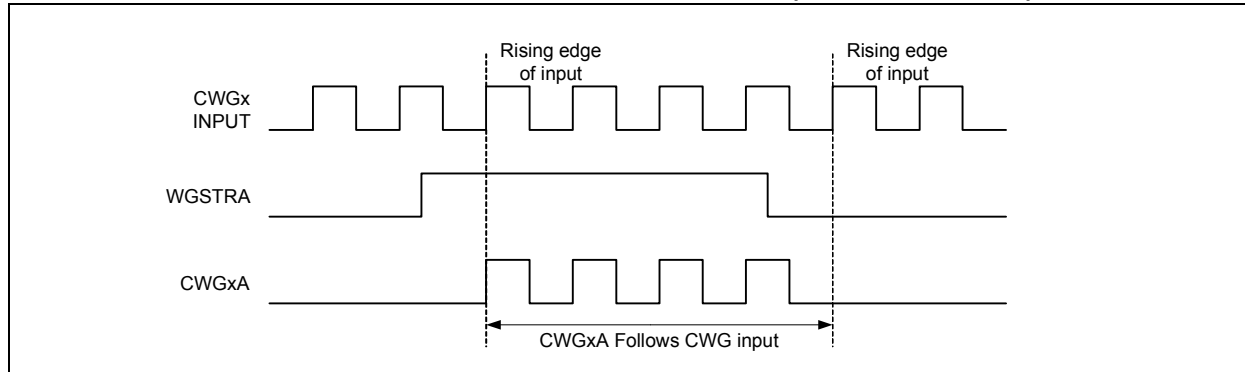 Rising edge
of input
Rising edge
of input
CWGx
INPUT
WGSTRA
CWGxA
CWGxA Follows CWG input